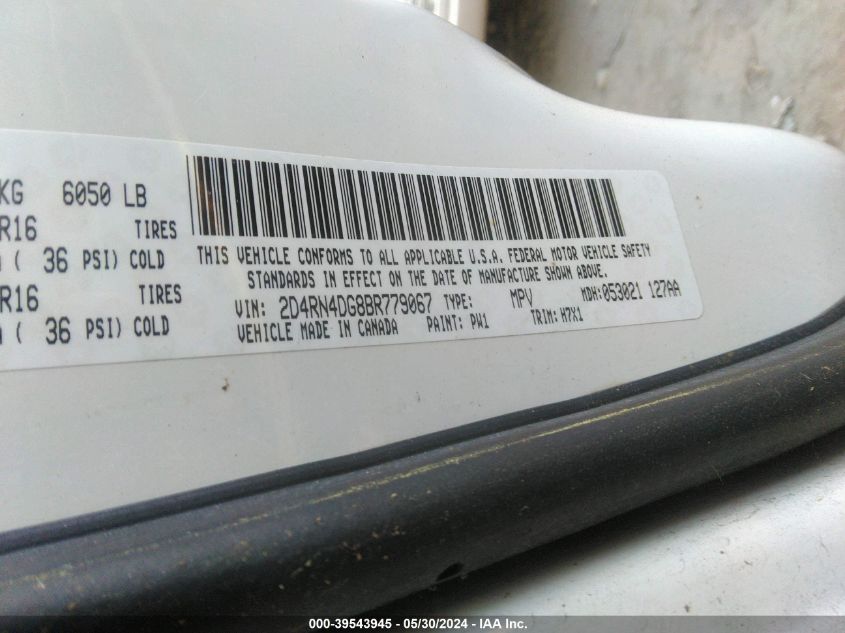 KG 6050 LB
R16 TIRES
( 36 PSI) COLD
R16 TIRES
( 36 PSI) COLD
THIS VEHICLE CONFORMS TO ALL APPLICABLE U.S.A. FEDERAL MOTOR VEHICLE SAFETY
STANDARDS IN EFFECT ON THE DATE OF MANUFACTURE SHOWN ABOVE.
VIN: 2D4RN4DG8BR779067 TYPE: MPV MDH:053021 127AA
VEHICLE MADE IN CANADA PAINT: PW1 TRIM: H7X1
000-39543945 - 05/30/2024 - IAA Inc.